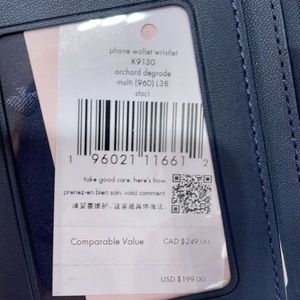 phone wallet wristler
K9130
orchard degrade
multi (960) L38
staci
1 96021 11661 2
take good care. here's how.
prenez-en bien soin. voici comment.
请妥善维护。这里是具体做法。
Comparable Value CAD $249.00
USD $199.00